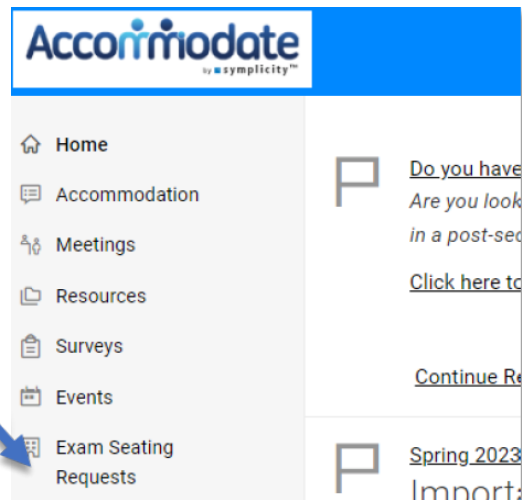 Accommodate
by symplicity™
Home
Accommodation
Meetings
Resources
Surveys
Events
Exam Seating
Requests
Do you have
Are you look
in a post-sec
Click here to
Continue Re
Spring 2023
Importa